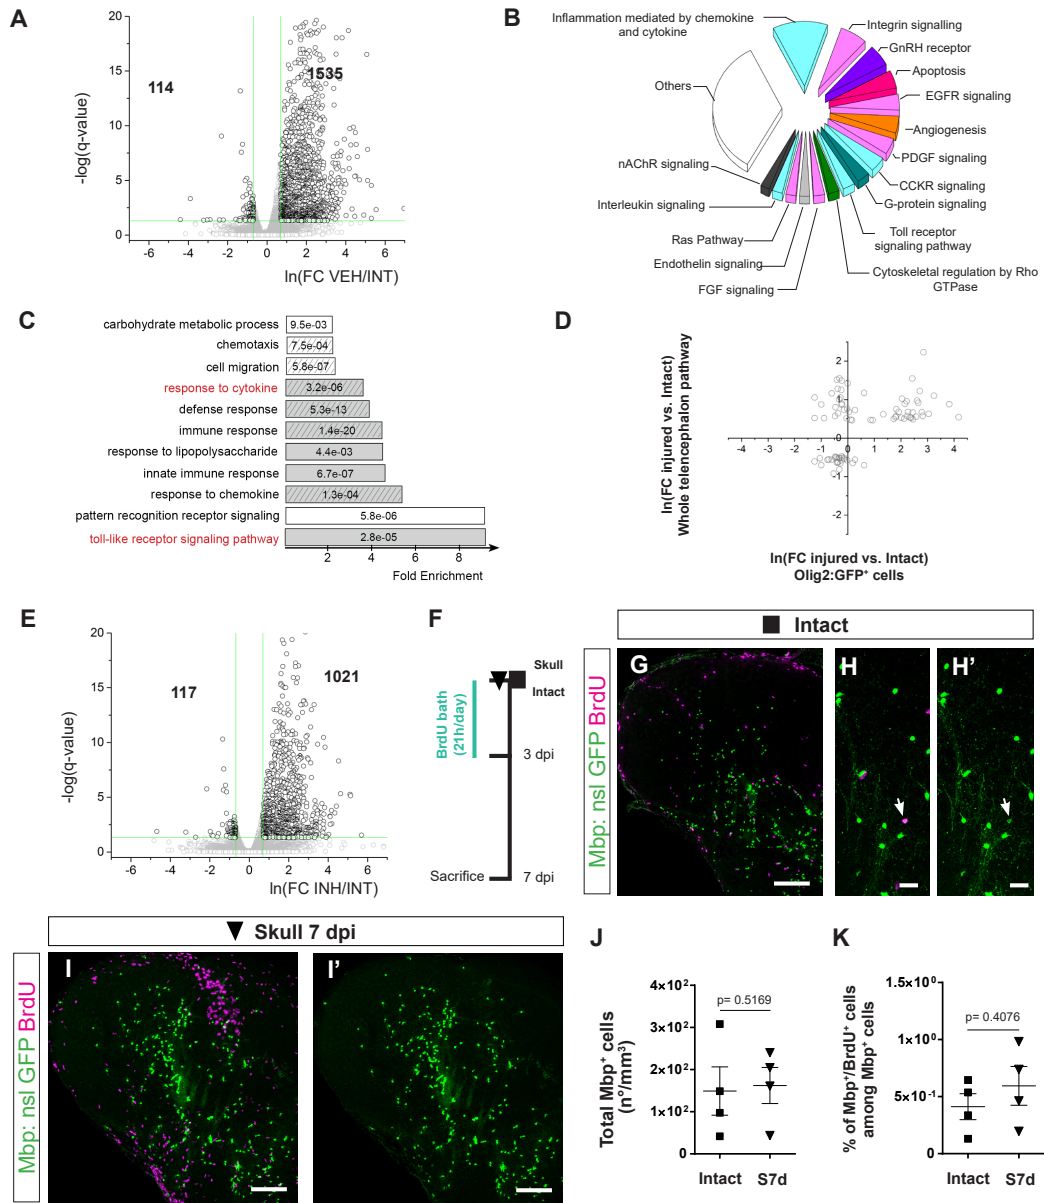 A
20
15
10
5
0
114
1535
-log(q-value)
-6
-4
-2
0
2
4
6
ln(FC VEH/INT)
B
Inflammation mediated by chemokine
and cytokine
Integrin signalling
GnRH receptor
Apoptosis
EGFR signaling
Angiogenesis
PDGF signaling
CCKR signaling
G-protein signaling
Toll receptor
signaling pathway
Cytoskeletal regulation by Rho
GTPase
FGF signaling
Endothelin signaling
Ras Pathway
Interleukin signaling
nAChR signaling
Others
C
carbohydrate metabolic process
9.5e-03
chemotaxis
7.5e-04
cell migration
5.8e-07
response to cytokine
3.2e-06
defense response
5.3e-13
immune response
1.4e-20
response to lipopolysaccharide
4.4e-03
innate immune response
6.7e-07
response to chemokine
1.3e-04
pattern recognition receptor signaling
5.8e-06
toll-like receptor signaling pathway
2.8e-05
2
4
6
8
Fold Enrichment
D
ln(FC injured vs. Intact)
Whole telencephalon pathway
2
1
0
-1
-2
-4
-3
-2
-1
0
1
2
3
4
ln(FC injured vs. Intact)
Olig2:GFP⁺ cells
E
20
15
10
5
0
117
1021
-log(q-value)
-6
-4
-2
0
2
4
6
ln(FC INH/INT)
F
Skull
Intact
BrdU bath
(21h/day)
3 dpi
Sacrifice
7 dpi
Intact
Mbp: nsl GFP BrdU
G
H
H'
Skull 7 dpi
Mbp: nsl GFP BrdU
I
I'
J
Total Mbp⁺ cells
(n°/mm³)
4×10²
3×10²
2×10²
1×10²
0
p= 0.5169
Intact
S7d
K
% of Mbp⁺/BrdU⁺ cells
among Mbp⁺ cells
1.5×10⁰
1×10⁰
5×10⁻¹
0
p= 0.4076
Intact
S7d